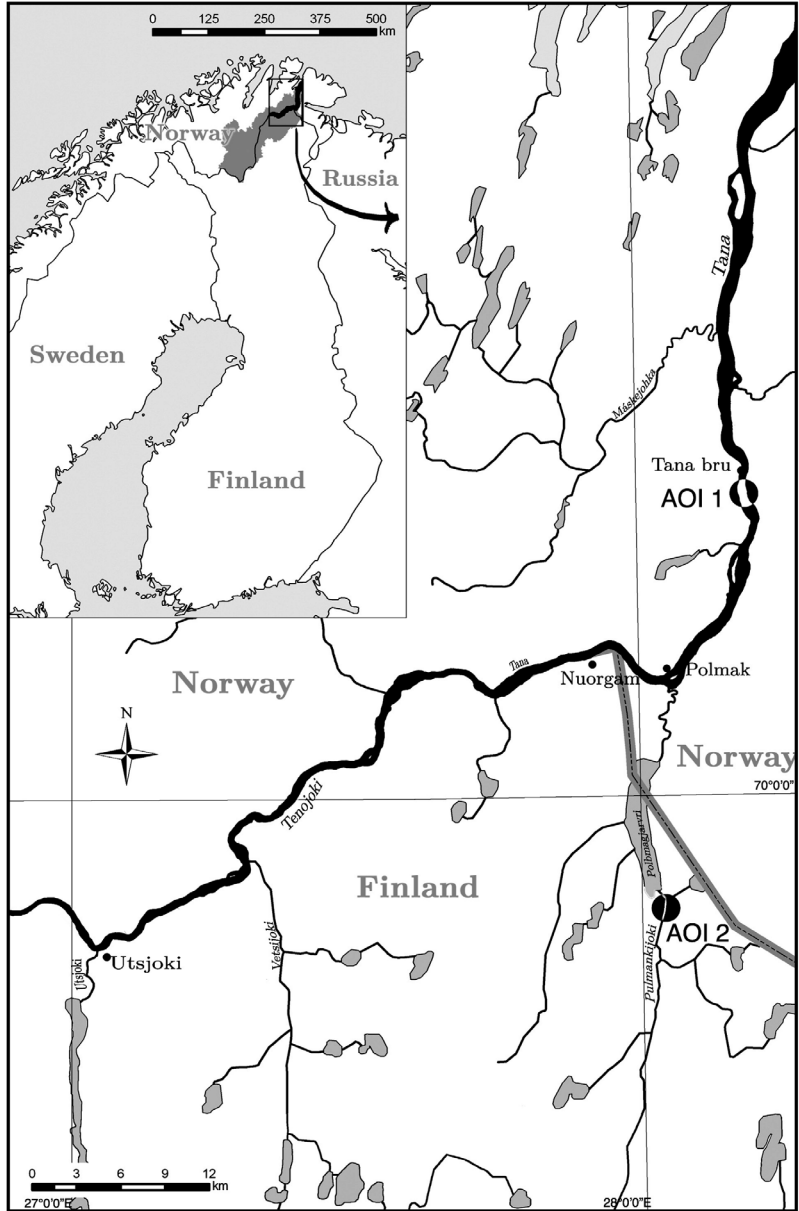 0 125 250 375 500
km
Norway
Russia
Sweden
Finland
Tana
Máskejohka
Tana bru
AOI 1
Tana
Nuorgam
Polmak
Norway
N
Norway
Tenojoki
70°0'0"
Polbmagjavri
Finland
AOI 2
Vetsijoki
Pulmankijoki
Utsjoki
Utsjoki
0 3 6 9 12
km
27°0'0"E
28°0'0"E